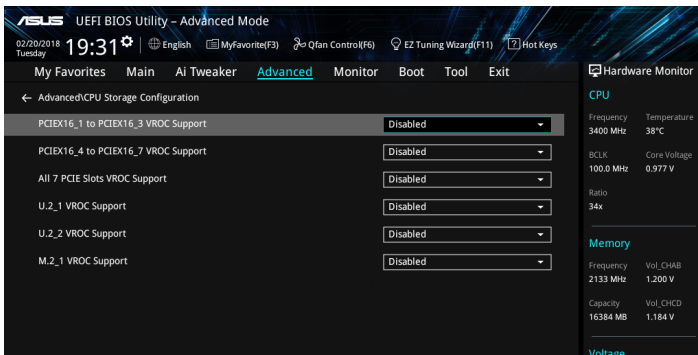 ASUS UEFI BIOS Utility – Advanced Mode
02/20/2018 Tuesday 19:31 English MyFavorite(F3) Qfan Control(F6) EZ Tuning Wizard(F11) ? Hot Keys
My Favorites Main Ai Tweaker Advanced Monitor Boot Tool Exit
← Advanced\CPU Storage Configuration
PCIEX16_1 to PCIEX16_3 VROC Support Disabled
PCIEX16_4 to PCIEX16_7 VROC Support Disabled
All 7 PCIE Slots VROC Support Disabled
U.2_1 VROC Support Disabled
U.2_2 VROC Support Disabled
M.2_1 VROC Support Disabled
Hardware Monitor
CPU
Frequency Temperature
3400 MHz 38°C
BCLK Core Voltage
100.0 MHz 0.977 V
Ratio
34x
Memory
Frequency Vol_CHAB
2133 MHz 1.200 V
Capacity Vol_CHCD
16384 MB 1.184 V
Voltage